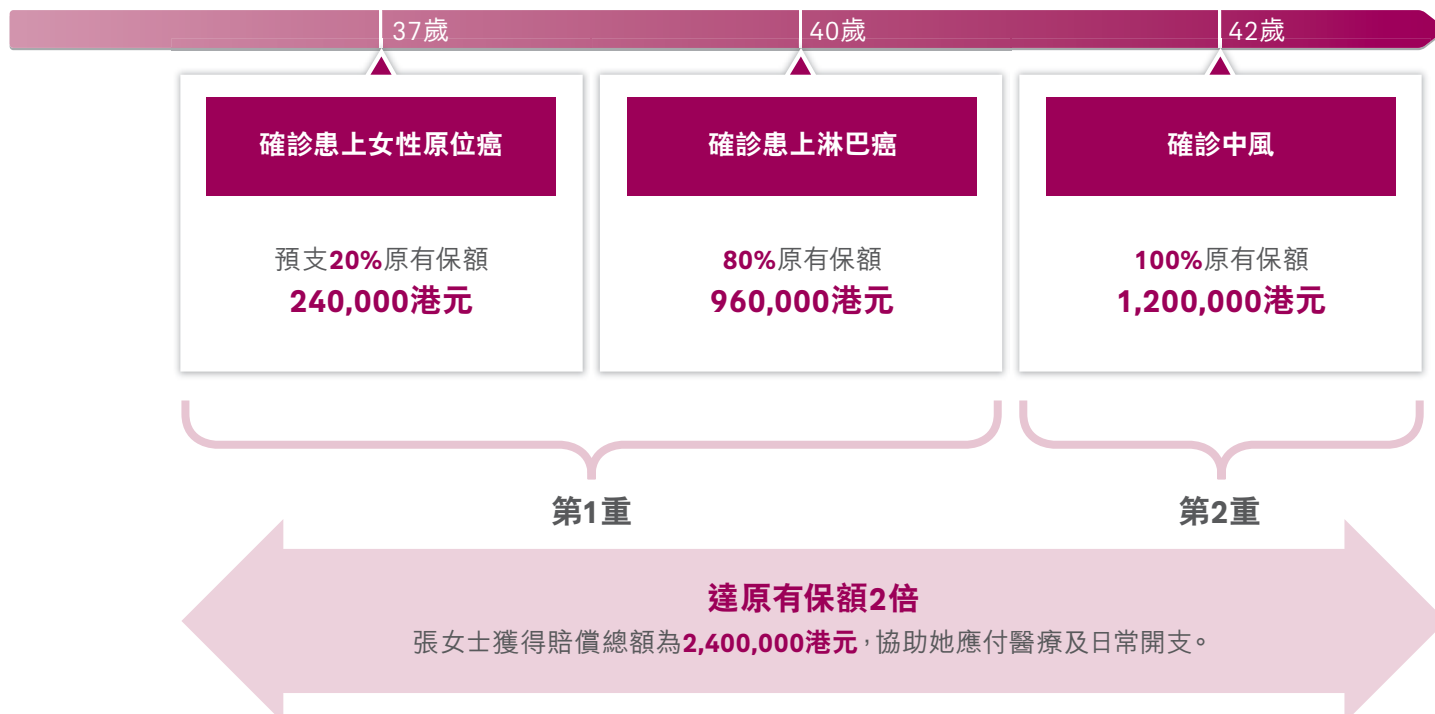 37歲
40歲
42歲
確診患上女性原位癌
預支20%原有保額
240,000港元
確診患上淋巴癌
80%原有保額
960,000港元
確診中風
100%原有保額
1,200,000港元
第1重
第2重
達原有保額2倍
張女士獲得賠償總額為2,400,000港元，協助她應付醫療及日常開支。